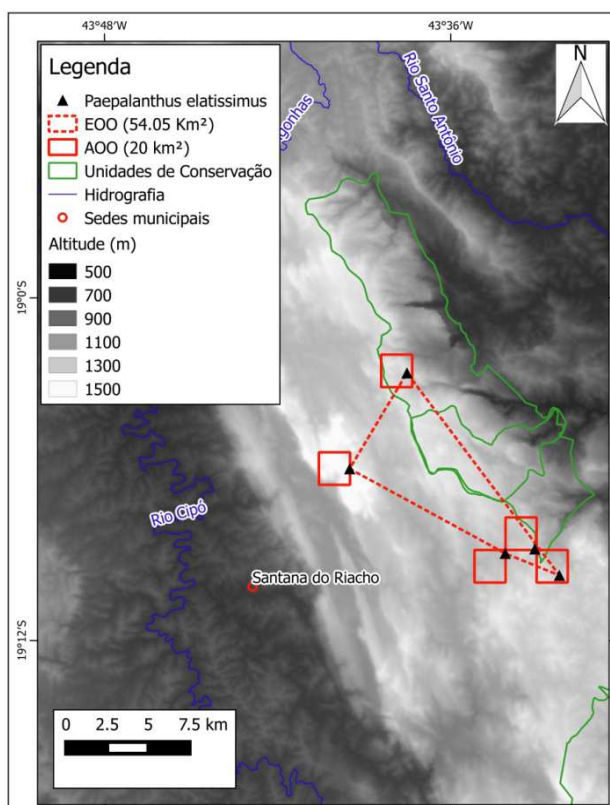 43°48'W
43°36'W
Legenda
Paepalanthus elatissimus
EOO (54.05 Km²)
AOO (20 km²)
Unidades de Conservação
Hidrografia
Sedes municipais
Altitude (m)
500
700
900
1100
1300
1500
N
Rio Santo Antônio
19°0'S
Rio Cipó
Santana do Riacho
19°12'S
0 2.5 5 7.5 km